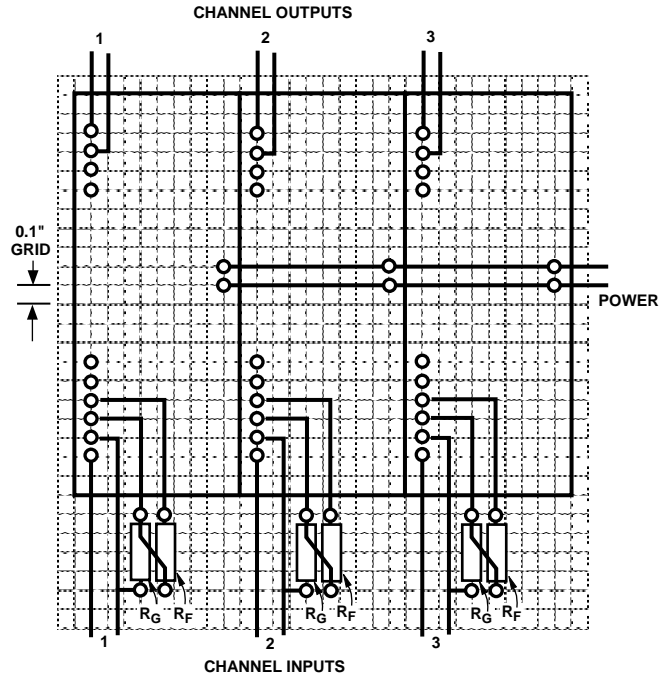 CHANNEL OUTPUTS
1 2 3
0.1"
GRID
POWER
RG RF RG RF RG RF
1 2 3
CHANNEL INPUTS